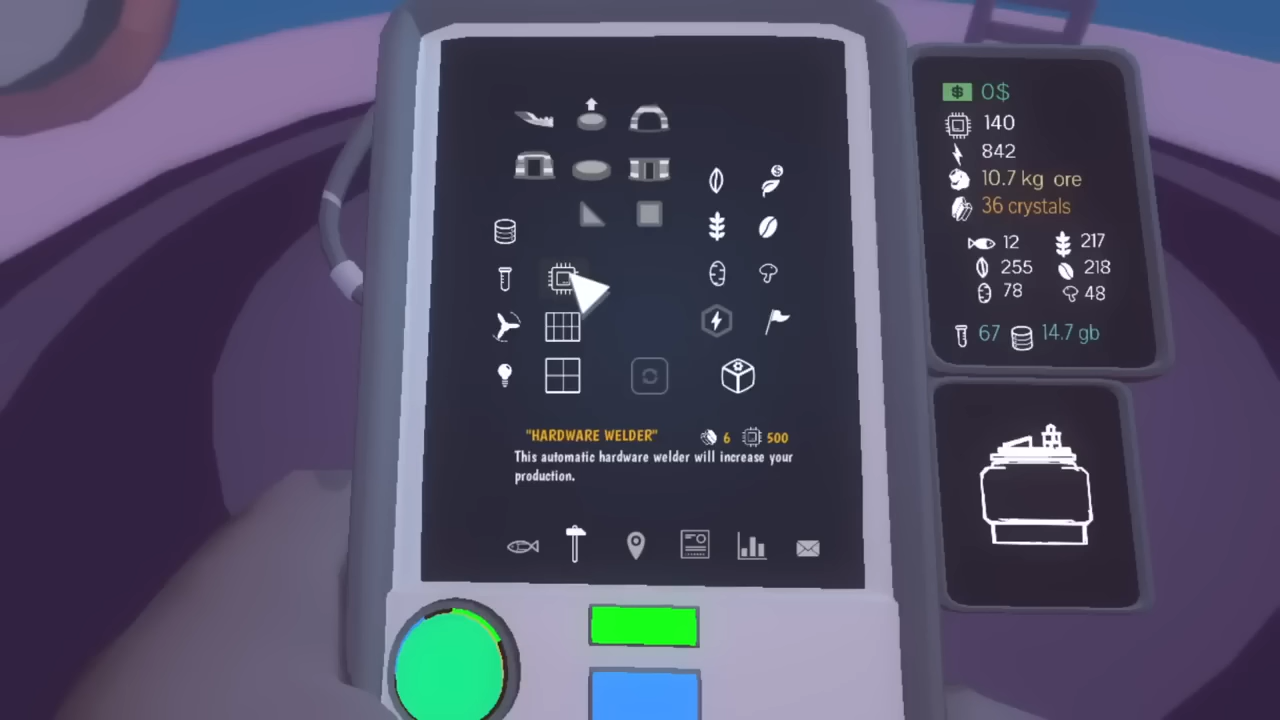 0$
140
842
10.7 kg ore
36 crystals
12 217
255 218
78 48
67 14.7 gb
"HARDWARE WELDER" 6 500
This automatic hardware welder will increase your
production.